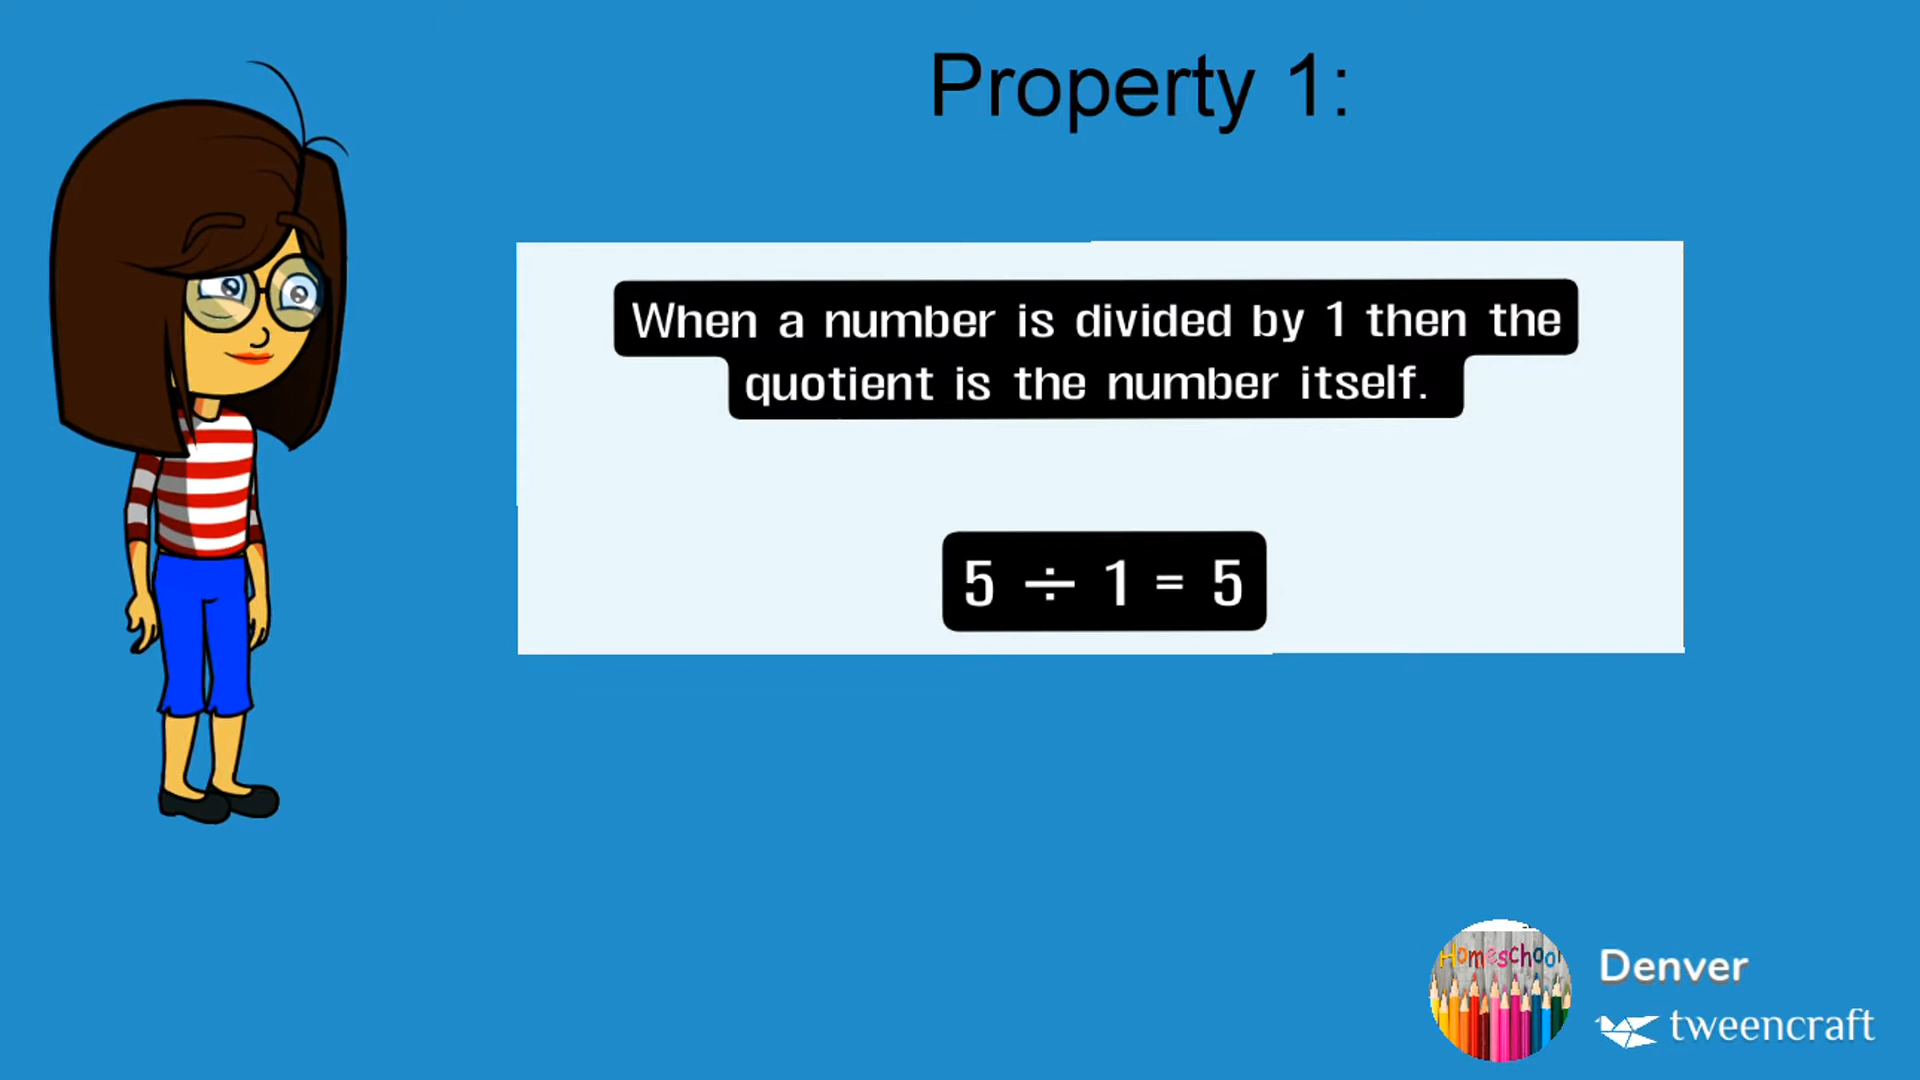 Property 1:
When a number is divided by 1 then the
quotient is the number itself.
5 ÷ 1 = 5
Homeschool
Denver
tweencraft